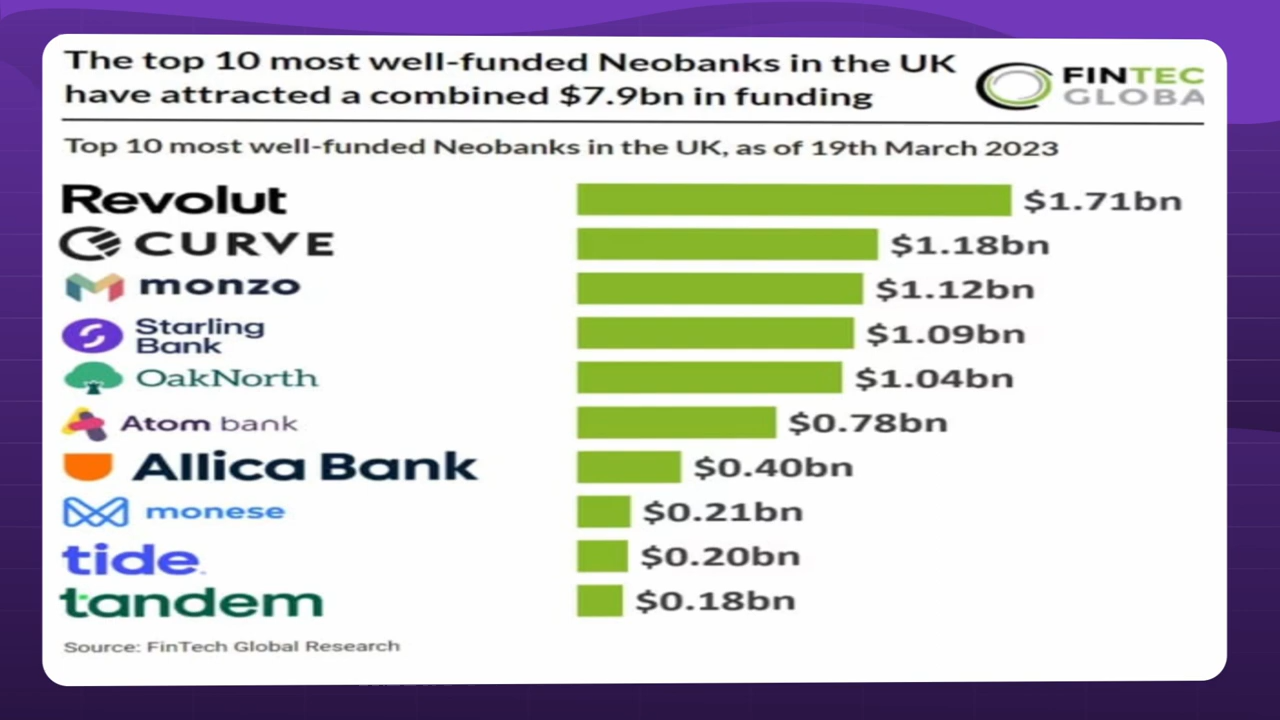 The top 10 most well-funded Neobanks in the UK
have attracted a combined $7.9bn in funding
FINTEC
GLOBA
Top 10 most well-funded Neobanks in the UK, as of 19th March 2023
Revolut $1.71bn
CURVE $1.18bn
monzo $1.12bn
Starling
Bank $1.09bn
OakNorth $1.04bn
Atom bank $0.78bn
Allica Bank $0.40bn
monese $0.21bn
tide $0.20bn
tandem $0.18bn
Source: FinTech Global Research